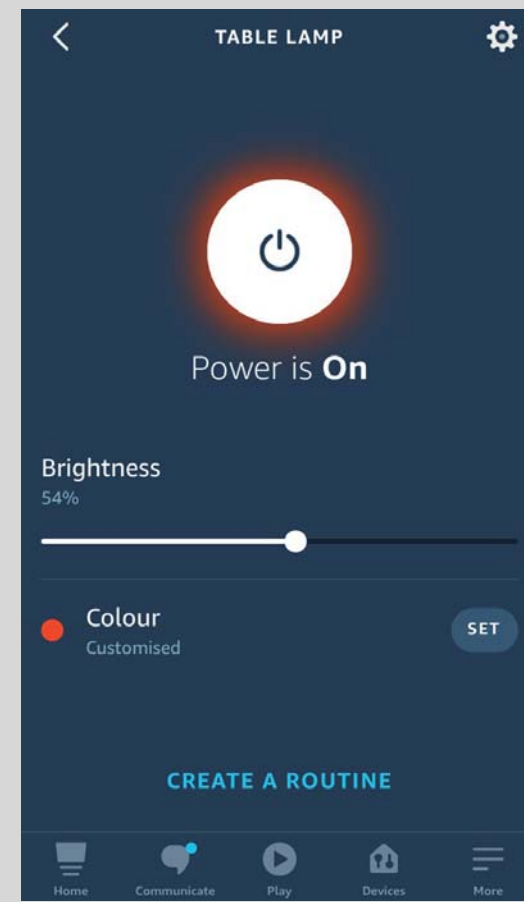 TABLE LAMP
Power is On
Brightness
54%
Colour
Customised
SET
CREATE A ROUTINE
Home Communicate Play Devices More